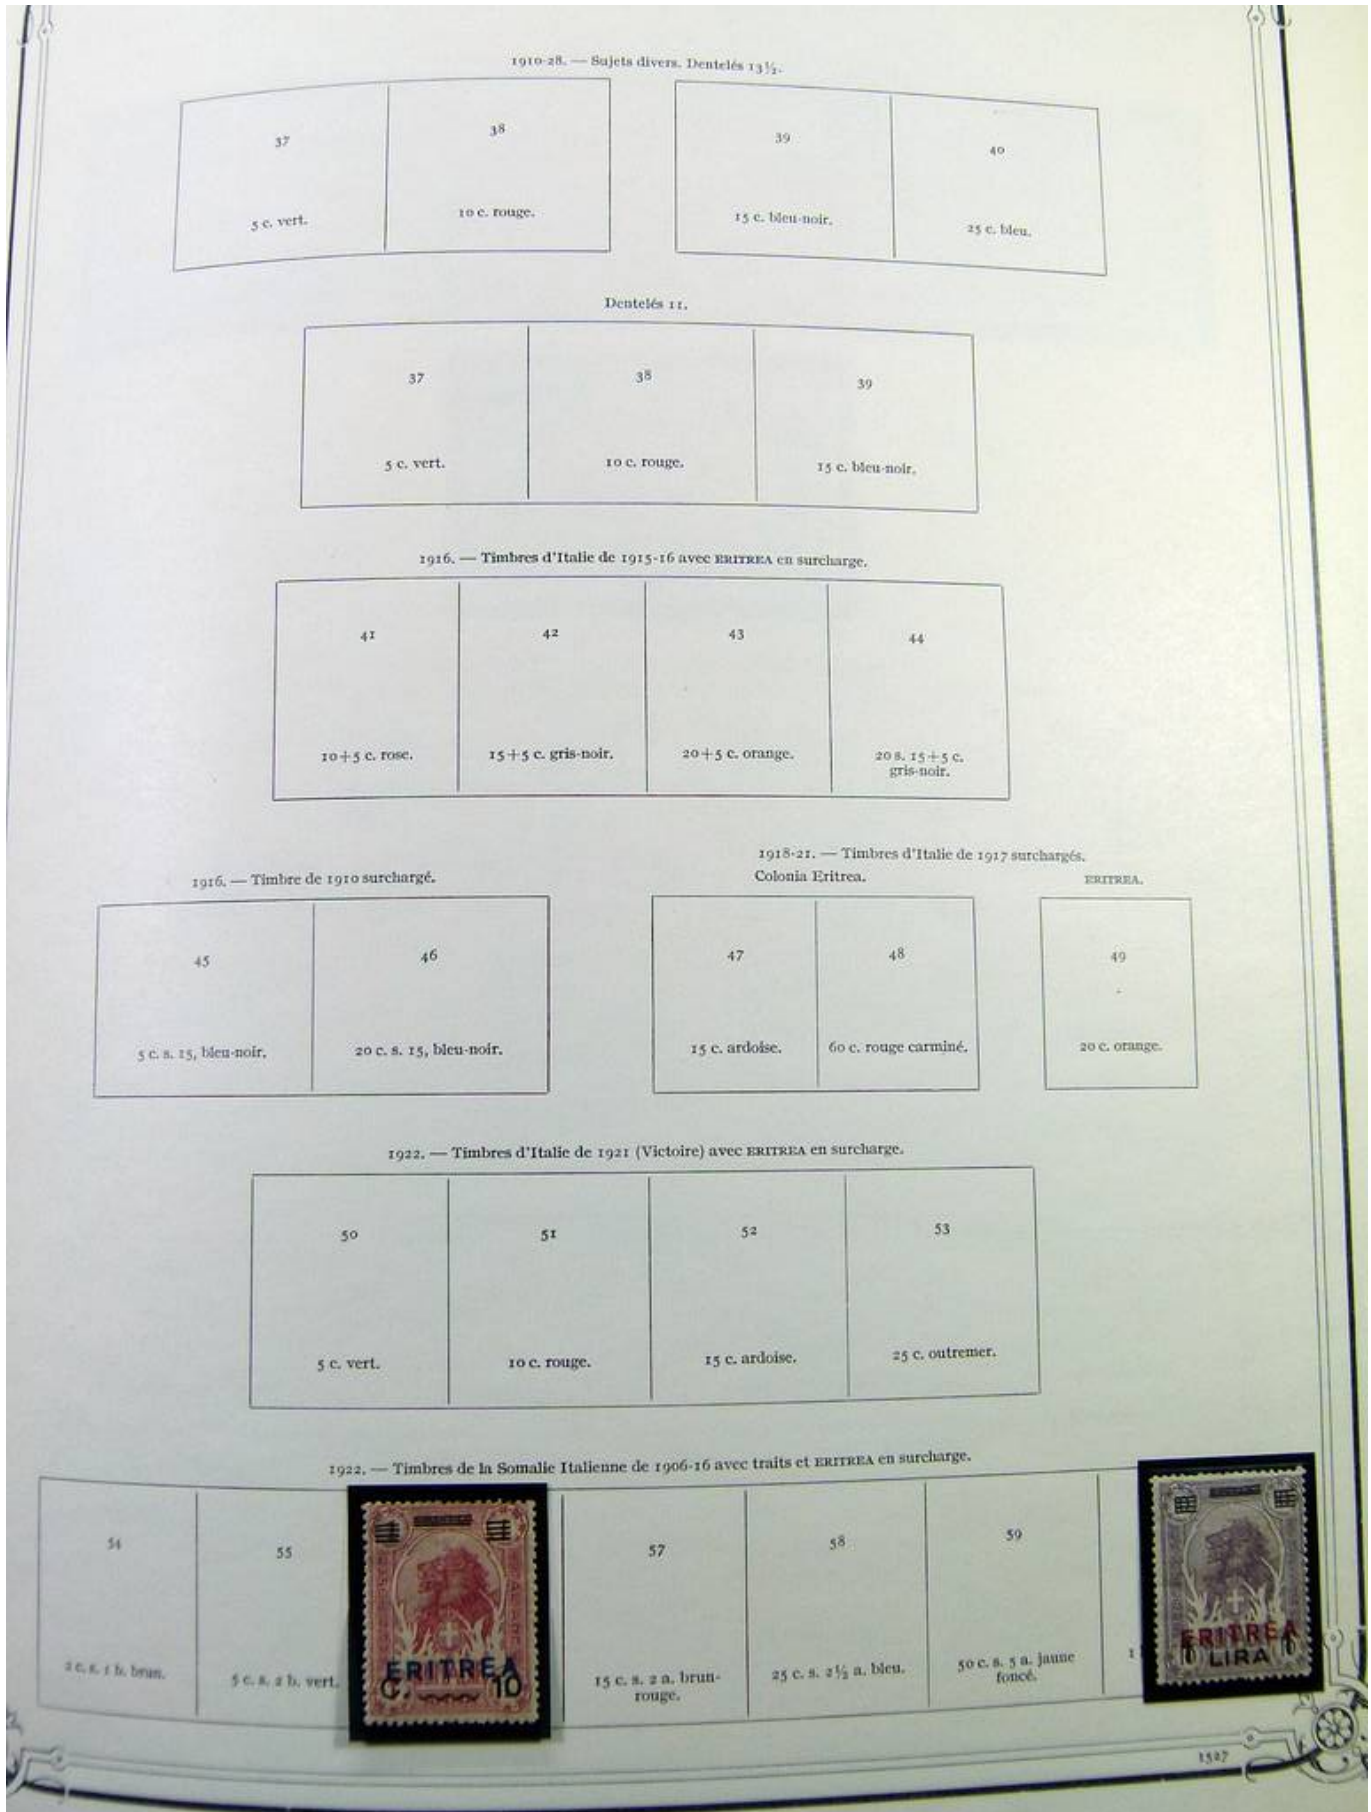 1910-28. — Sujets divers. Dentelés 13½.
37 38 39 40
5 c. vert. 10 c. rouge. 15 c. bleu-noir. 25 c. bleu.
Dentelés 11.
37 38 39
5 c. vert. 10 c. rouge. 15 c. bleu-noir.
1916. — Timbres d'Italie de 1915-16 avec ERITREA en surcharge.
41 42 43 44
10+5 c. rose. 15+5 c. gris-noir. 20+5 c. orange. 20 s. 15+5 c.
gris-noir.
1918-21. — Timbres d'Italie de 1917 surchargés.
1916. — Timbre de 1910 surchargé. Colonia Eritrea. ERITREA.
45 46 47 48 49
5 c. s. 15, bleu-noir. 20 c. s. 15, bleu-noir. 15 c. ardoise. 60 c. rouge carminé. 20 c. orange.
1922. — Timbres d'Italie de 1921 (Victoire) avec ERITREA en surcharge.
50 51 52 53
5 c. vert. 10 c. rouge. 15 c. ardoise. 25 c. outremer.
1922. — Timbres de la Somalie Italienne de 1906-16 avec traits et ERITREA en surcharge.
54 55 57 58 59
2 c. s. 1 b. brun. 5 c. s. 2 b. vert. 15 c. s. 2 a. brun-
rouge. 25 c. s. 2½ a. bleu. 50 c. s. 5 a. jaune
foncé. 1
ERITREA
C. 10
ERITREA
1 LIRA 1
1527